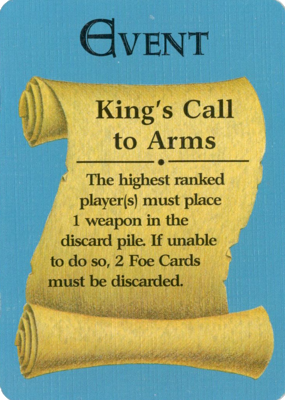 EVENT
King's Call
to Arms
The highest ranked
player(s) must place
1 weapon in the
discard pile. If unable
to do so, 2 Foe Cards
must be discarded.